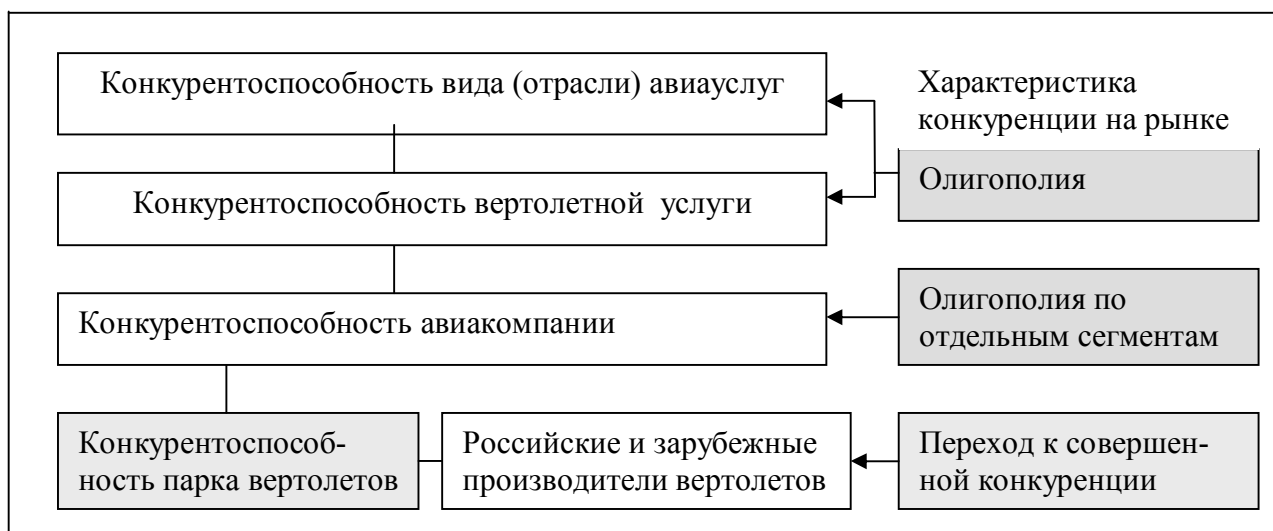 Конкурентоспособность вида (отрасли) авиауслуг
Характеристика
конкуренции на рынке
Олигополия
Конкурентоспособность вертолетной услуги
Конкурентоспособность авиакомпании
Олигополия по
отдельным сегментам
Конкурентоспособ-
ность парка вертолетов
Российские и зарубежные
производители вертолетов
Переход к совершен-
ной конкуренции